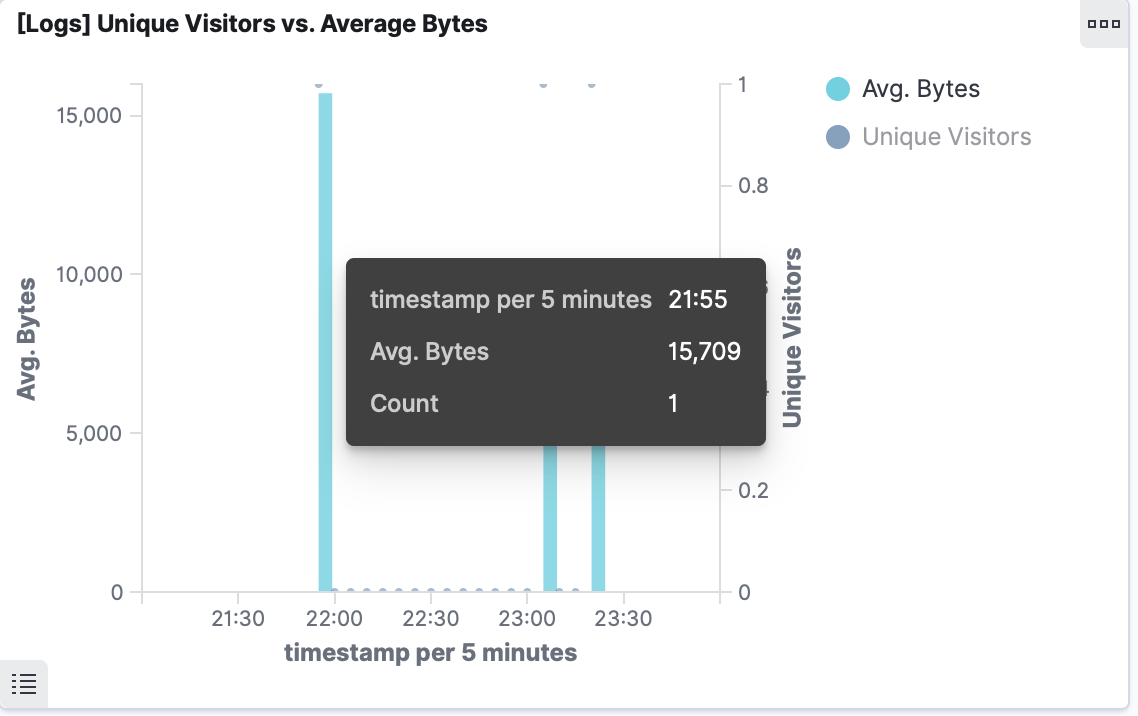 [Logs] Unique Visitors vs. Average Bytes
Avg. Bytes
Unique Visitors
15,000
10,000
5,000
0
Avg. Bytes
1
0.8
0.2
0
Unique Visitors
timestamp per 5 minutes 21:55
Avg. Bytes 15,709
Count 1
21:30 22:00 22:30 23:00 23:30
timestamp per 5 minutes